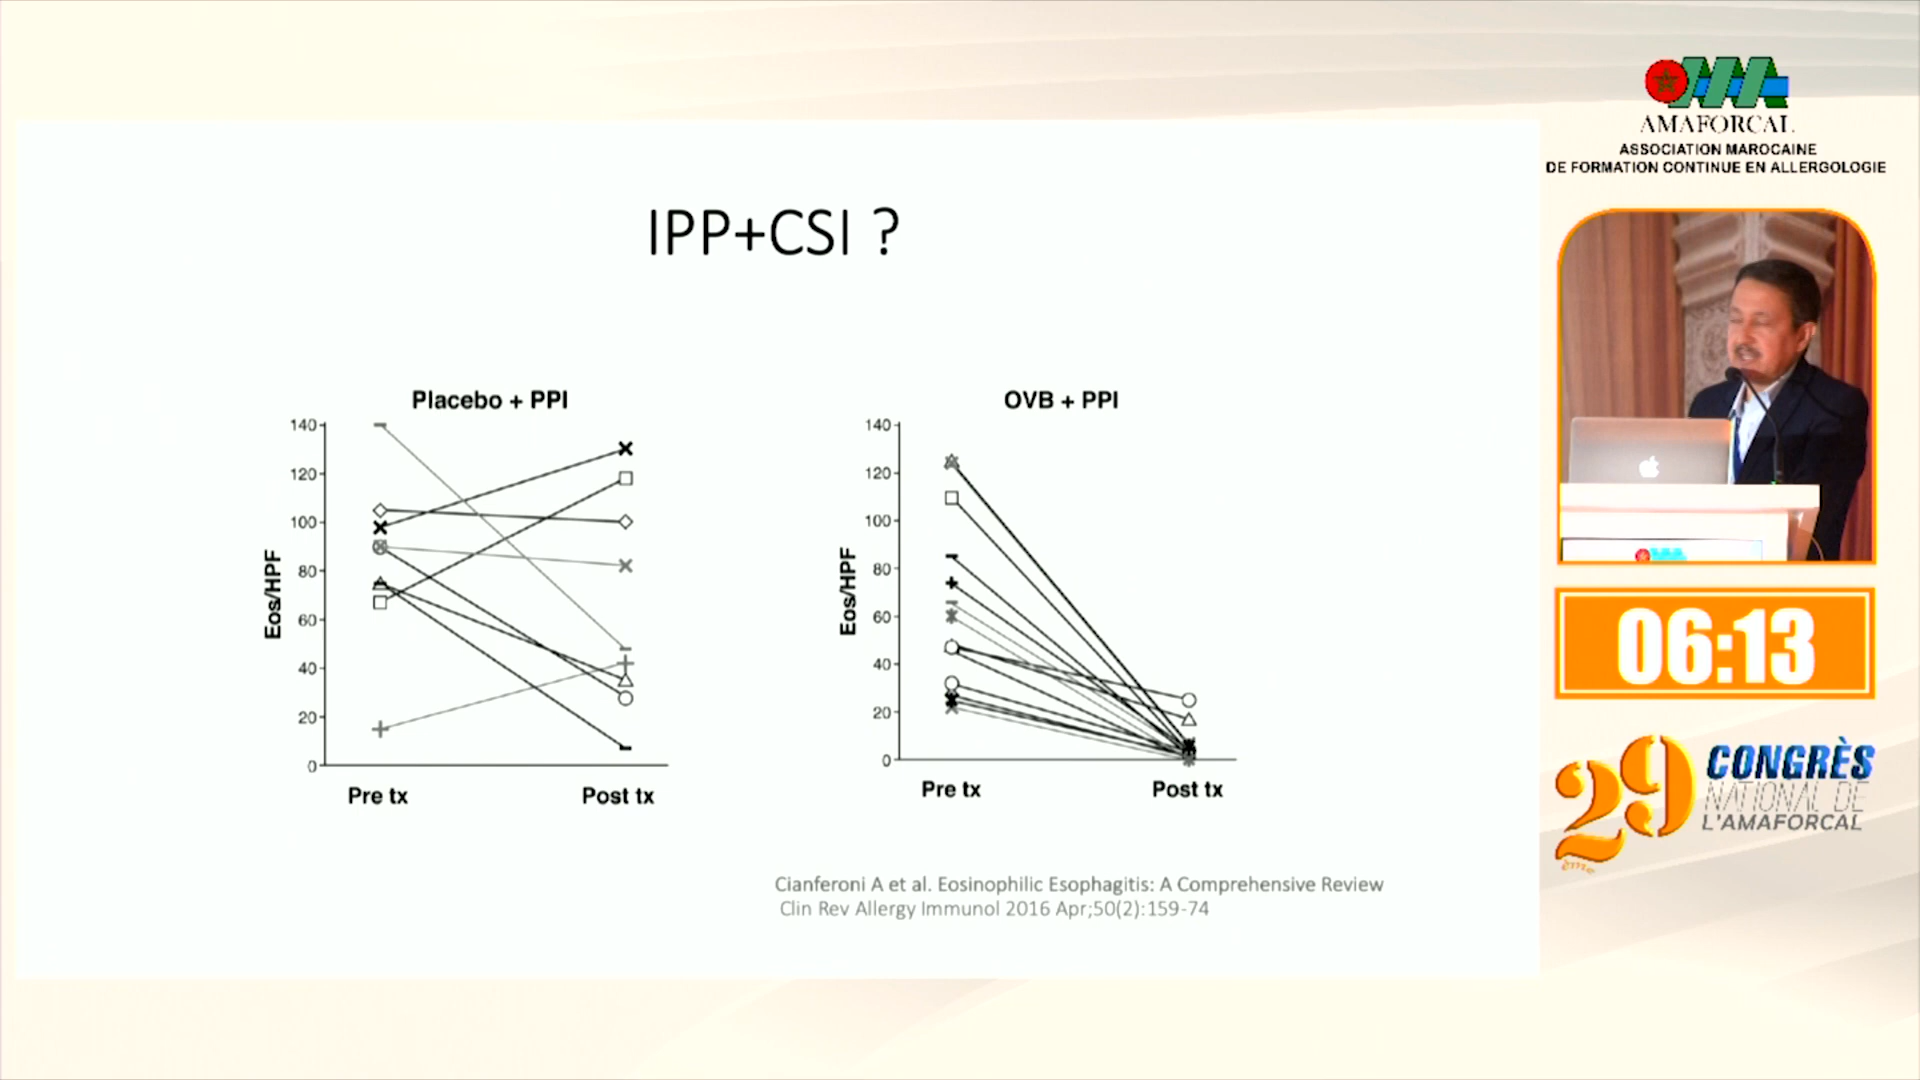 AMAFORCAL
ASSOCIATION MAROCAINE
DE FORMATION CONTINUE EN ALLERGOLOGIE
IPP+CSI ?
Placebo + PPI
Eos/HPF
140
120
100
80
60
40
20
0
Pre tx
Post tx
OVB + PPI
Eos/HPF
140
120
100
80
60
40
20
0
Pre tx
Post tx
Cianferoni A et al. Eosinophilic Esophagitis: A Comprehensive Review
Clin Rev Allergy Immunol 2016 Apr;50(2):159-74
06:13
29
ème
CONGRÈS
NATIONAL DE
L'AMAFORCAL